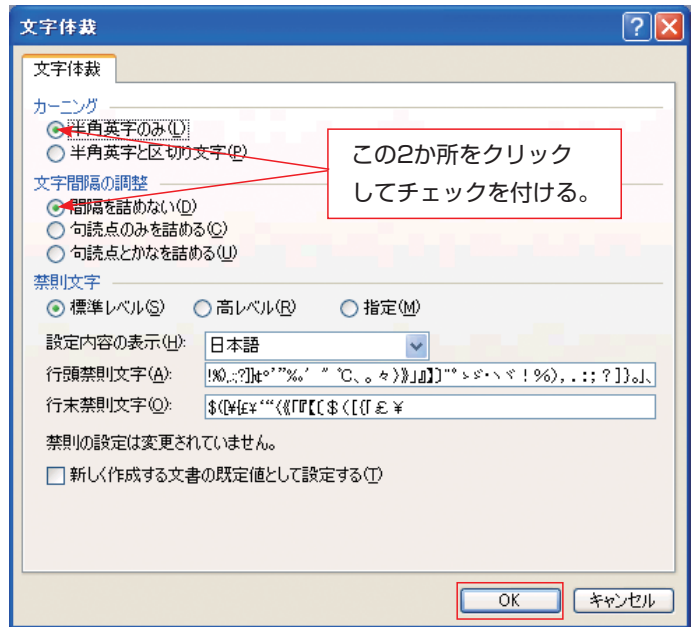 文字体裁
文字体裁
カーニング
半角英字のみ(L)
半角英字と区切り文字(P)
この2か所をクリック
してチェックを付ける。
文字間隔の調整
間隔を詰めない(D)
句読点のみを詰める(C)
句読点とかなを詰める(U)
禁則文字
標準レベル(S) 高レベル(R) 指定(M)
設定内容の表示(H): 日本語
行頭禁則文字(A):
行末禁則文字(O):
禁則の設定は変更されていません。
新しく作成する文書の既定値として設定する(T)
OK キャンセル